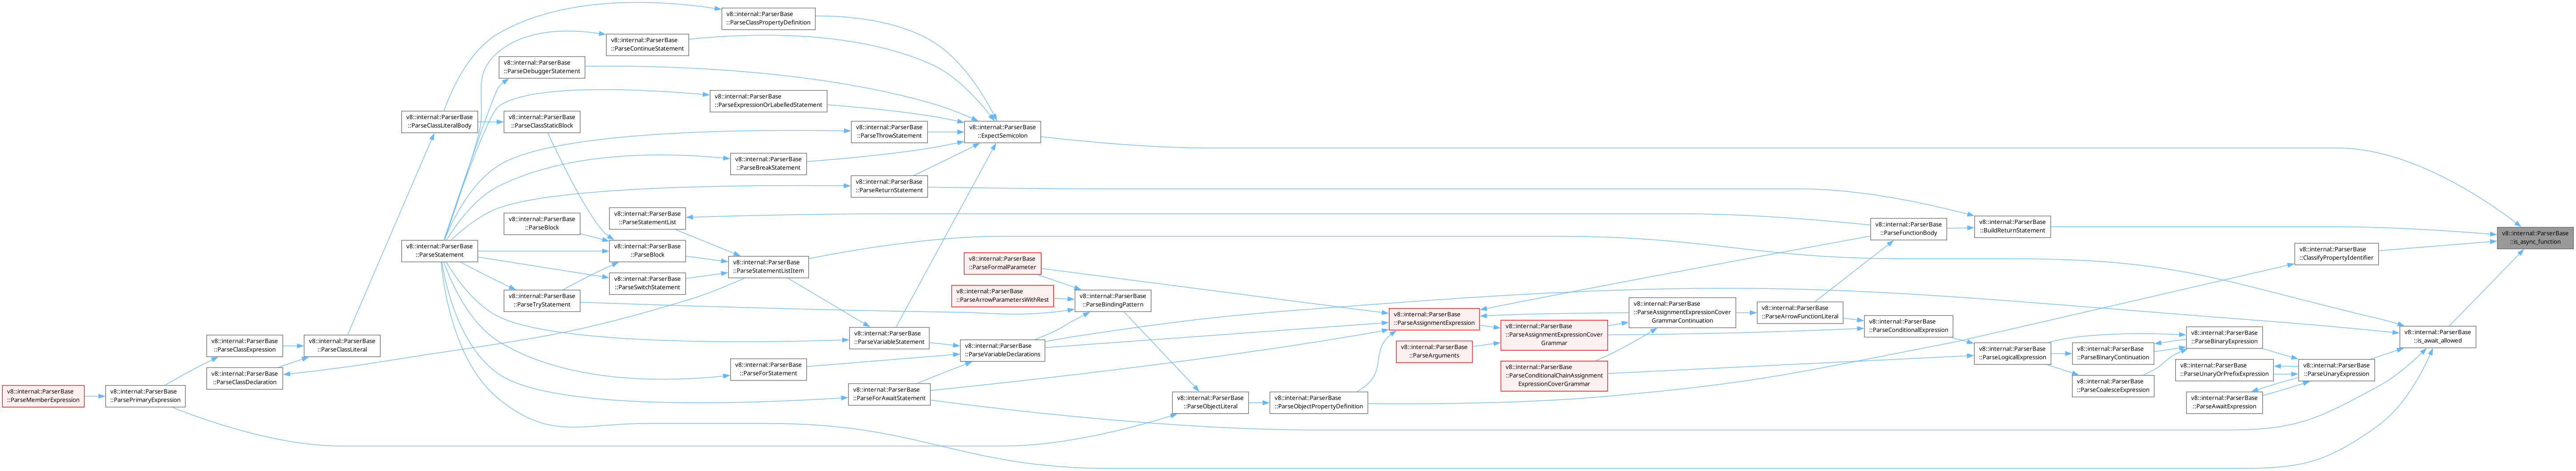 v8::internal::ParserBase
::ParseClassPropertyDefinition
v8::internal::ParserBase
::ParseContinueStatement
v8::internal::ParserBase
::ParseDebuggerStatement
v8::internal::ParserBase
::ParseExpressionOrLabelledStatement
v8::internal::ParserBase
::ParseClassLiteralBody
v8::internal::ParserBase
::ParseClassStaticBlock
v8::internal::ParserBase
::ParseThrowStatement
v8::internal::ParserBase
::ExpectSemicolon
v8::internal::ParserBase
::ParseBreakStatement
v8::internal::ParserBase
::ParseReturnStatement
v8::internal::ParserBase
::ParseStatementList
v8::internal::ParserBase
::ParseBlock
v8::internal::ParserBase
::ParseFunctionBody
v8::internal::ParserBase
::BuildReturnStatement
v8::internal::ParserBase
::is_async_function
v8::internal::ParserBase
::ParseStatement
v8::internal::ParserBase
::ParseBlock
v8::internal::ParserBase
::ClassifyPropertyIdentifier
v8::internal::ParserBase
::ParseStatementListItem
v8::internal::ParserBase
::ParseFormalParameter
v8::internal::ParserBase
::ParseSwitchStatement
v8::internal::ParserBase
::ParseArrowParametersWithRest
v8::internal::ParserBase
::ParseTryStatement
v8::internal::ParserBase
::ParseBindingPattern
v8::internal::ParserBase
::ParseAssignmentExpression
v8::internal::ParserBase
::ParseAssignmentExpressionCover
GrammarContinuation
v8::internal::ParserBase
::ParseArrowFunctionLiteral
v8::internal::ParserBase
::ParseAssignmentExpressionCover
Grammar
v8::internal::ParserBase
::ParseConditionalExpression
v8::internal::ParserBase
::ParseVariableStatement
v8::internal::ParserBase
::ParseClassExpression
v8::internal::ParserBase
::ParseClassLiteral
v8::internal::ParserBase
::ParseVariableDeclarations
v8::internal::ParserBase
::ParseArguments
v8::internal::ParserBase
::ParseLogicalExpression
v8::internal::ParserBase
::ParseBinaryContinuation
v8::internal::ParserBase
::ParseBinaryExpression
v8::internal::ParserBase
::is_await_allowed
v8::internal::ParserBase
::ParseClassDeclaration
v8::internal::ParserBase
::ParseForStatement
v8::internal::ParserBase
::ParseConditionalChainAssignment
ExpressionCoverGrammar
v8::internal::ParserBase
::ParseCoalesceExpression
v8::internal::ParserBase
::ParseUnaryOrPrefixExpression
v8::internal::ParserBase
::ParseUnaryExpression
v8::internal::ParserBase
::ParseMemberExpression
v8::internal::ParserBase
::ParsePrimaryExpression
v8::internal::ParserBase
::ParseForAwaitStatement
v8::internal::ParserBase
::ParseObjectLiteral
v8::internal::ParserBase
::ParseObjectPropertyDefinition
v8::internal::ParserBase
::ParseAwaitExpression